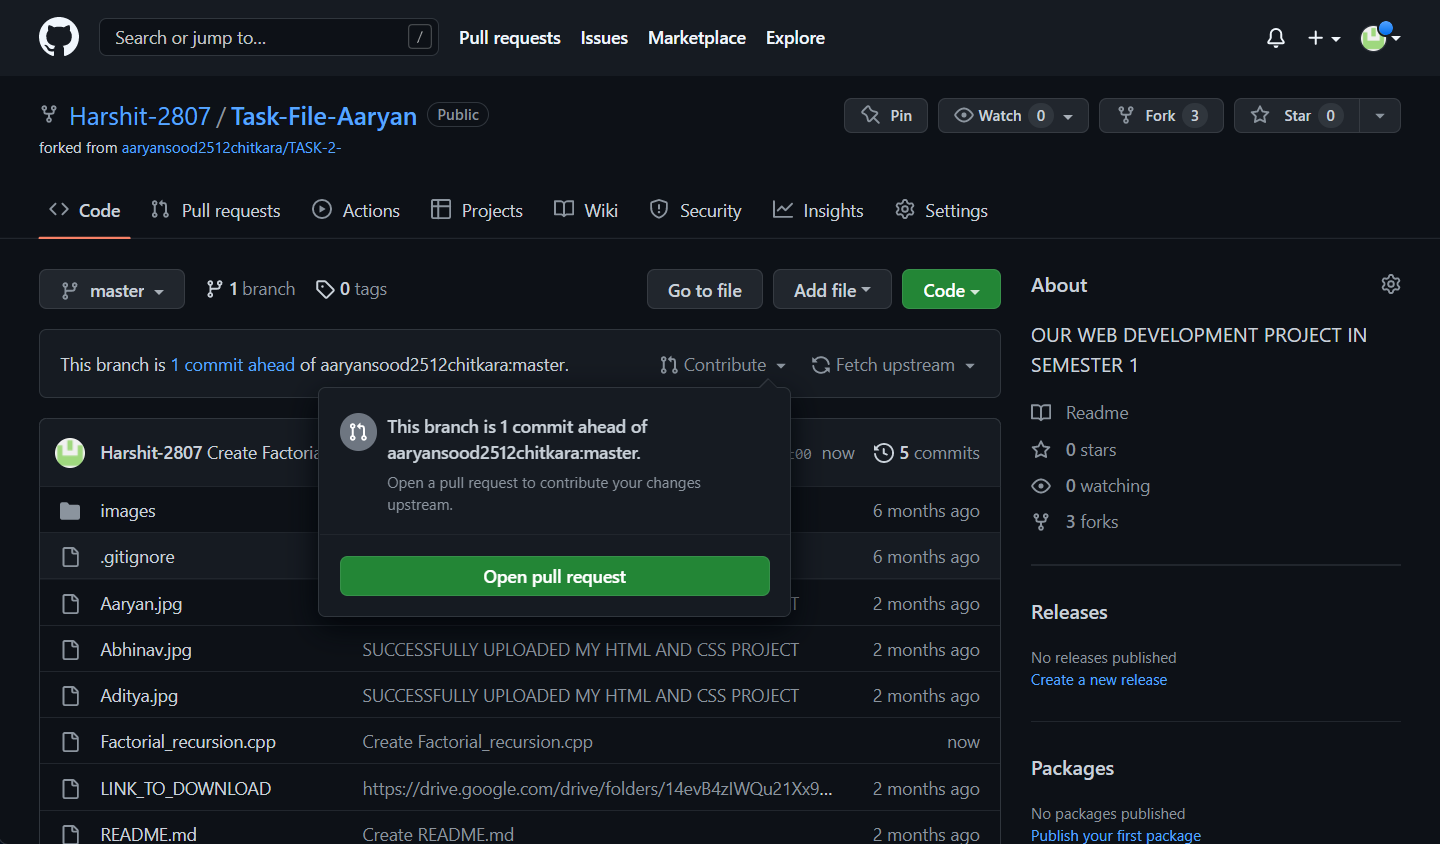 Search or jump to... /
Pull requests Issues Marketplace Explore
Harshit-2807 / Task-File-Aaryan Public
Pin Watch 0 Fork 3 Star 0
forked from aaryansood2512chitkara/TASK-2-
Code Pull requests Actions Projects Wiki Security Insights Settings
master 1 branch 0 tags Go to file Add file Code
This branch is 1 commit ahead of aaryansood2512chitkara:master. Contribute Fetch upstream
This branch is 1 commit ahead of
aaryansood2512chitkara:master.
Open a pull request to contribute your changes
upstream.
Open pull request
Harshit-2807 Create now 5 commits
images 6 months ago
.gitignore 6 months ago
Aaryan.jpg 2 months ago
Abhinav.jpg SUCCESSFULLY UPLOADED MY HTML AND CSS PROJECT 2 months ago
Aditya.jpg SUCCESSFULLY UPLOADED MY HTML AND CSS PROJECT 2 months ago
Factorial_recursion.cpp Create Factorial_recursion.cpp now
LINK_TO_DOWNLOAD https://drive.google.com/drive/folders/14evB4zIWQu21Xx9... 2 months ago
README.md Create README.md 2 months ago
About
OUR WEB DEVELOPMENT PROJECT IN
SEMESTER 1
Readme
0 stars
0 watching
3 forks
Releases
No releases published
Create a new release
Packages
No packages published
Publish your first package